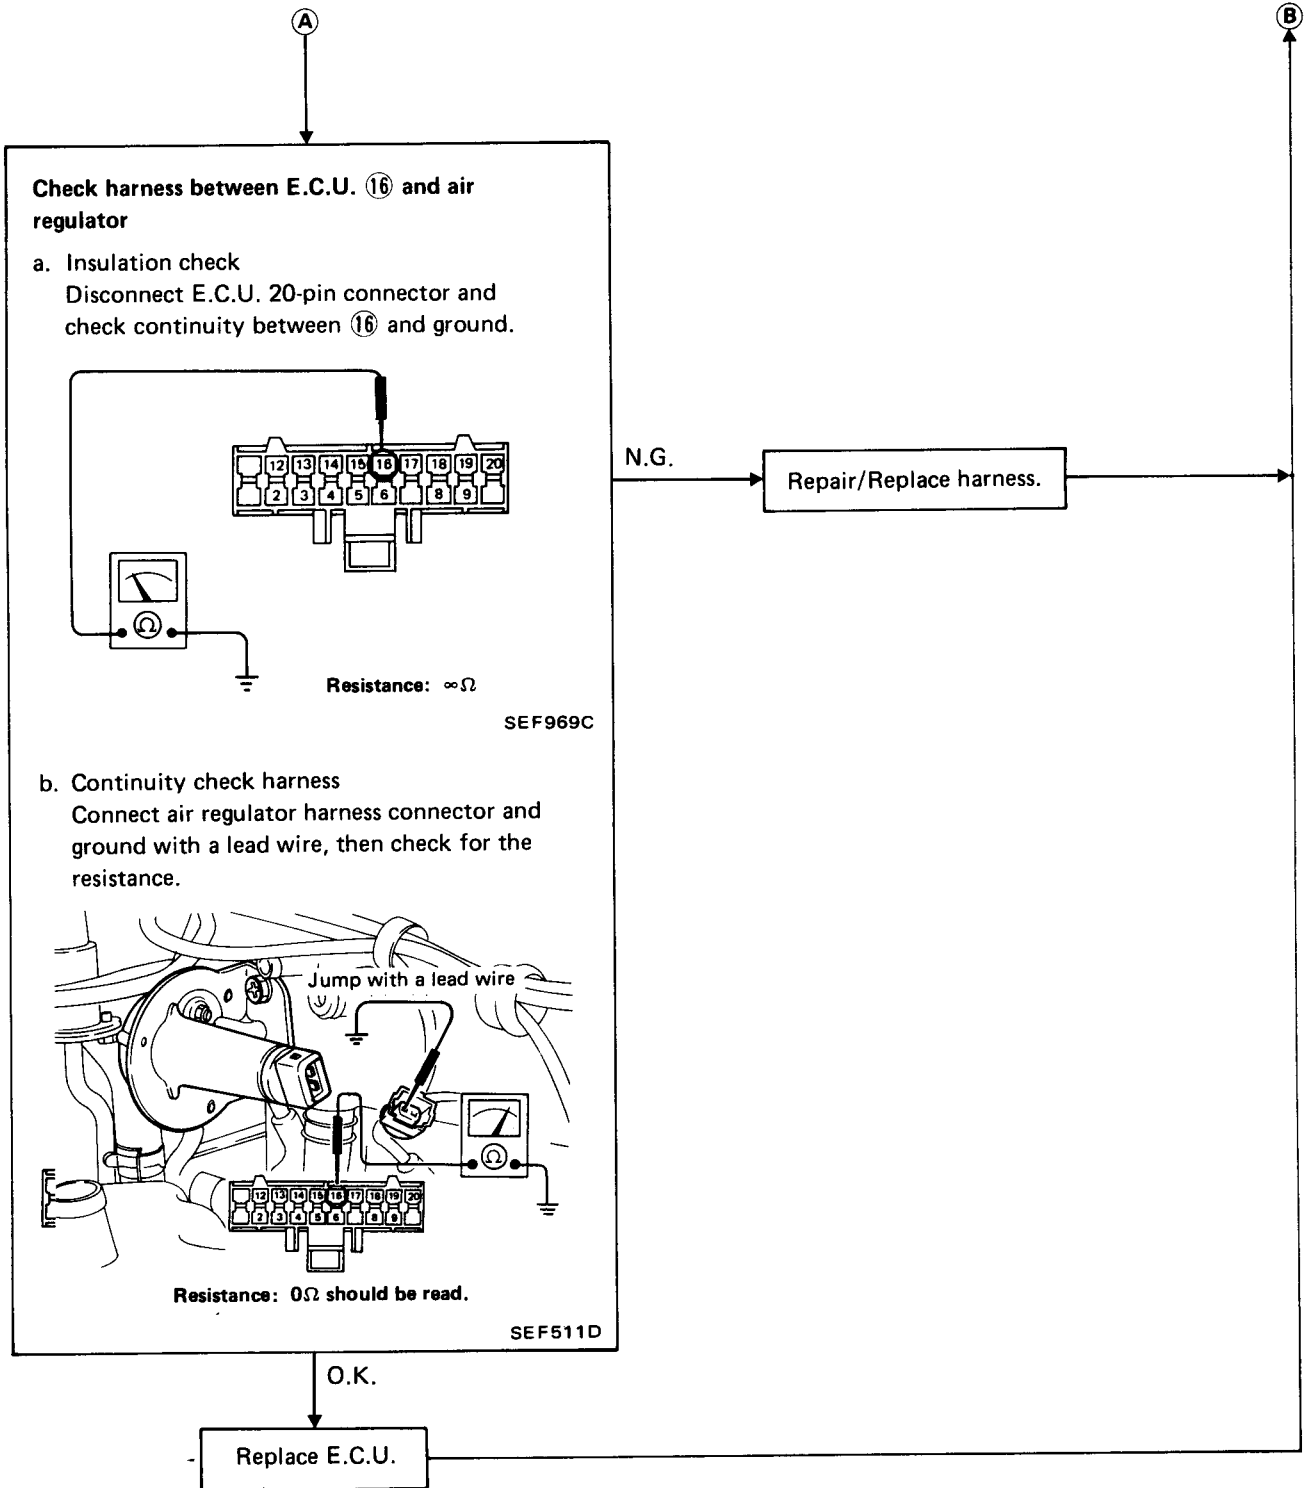 A
B
Check harness between E.C.U. ⑯ and air
regulator
a. Insulation check
Disconnect E.C.U. 20-pin connector and
check continuity between ⑯ and ground.
12 13 14 15 16 17 18 19 20
2 3 4 5 6 8 9
Ω
Resistance: ∞Ω
SEF969C
N.G.
Repair/Replace harness.
b. Continuity check harness
Connect air regulator harness connector and
ground with a lead wire, then check for the
resistance.
Jump with a lead wire
Ω
12 13 14 15 16 17 18 19 20
2 3 4 5 6 8 9
Resistance: 0Ω should be read.
SEF511D
O.K.
Replace E.C.U.